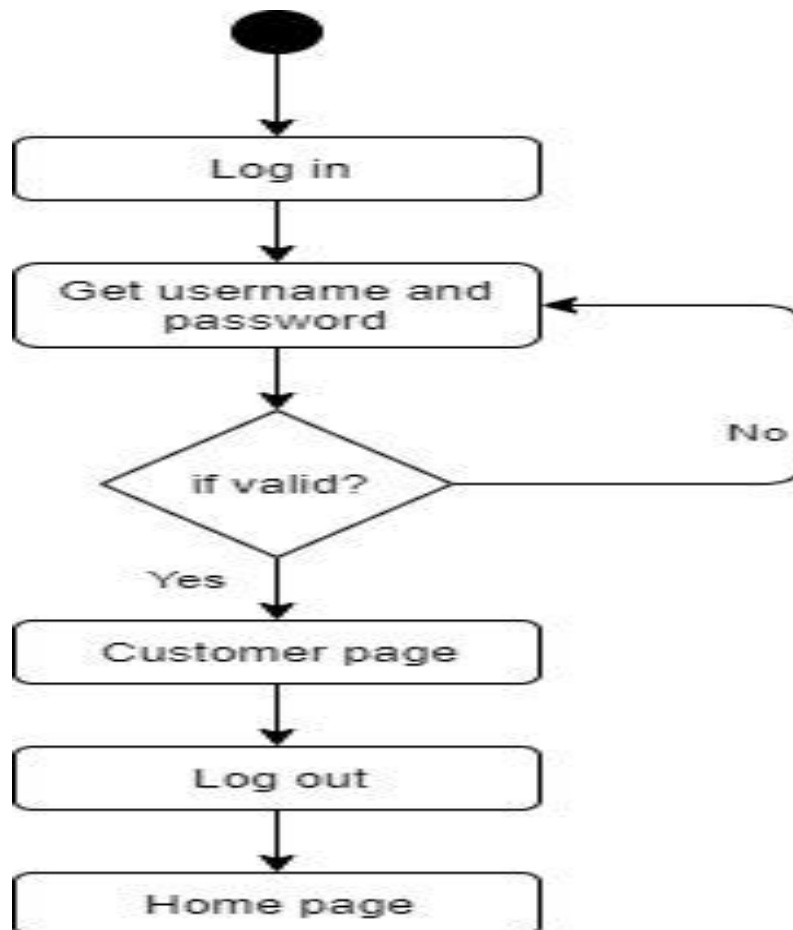 Log in
Get username and
password
No
if valid?
Yes
Customer page
Log out
Home page